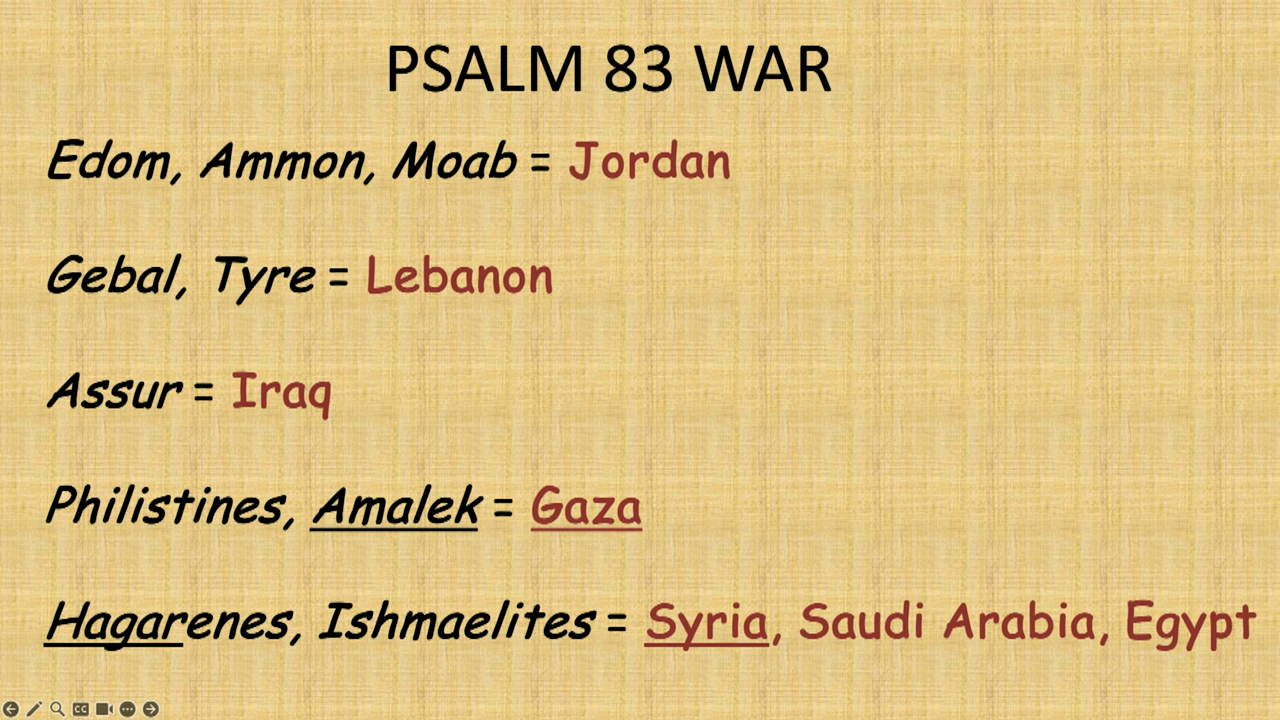 PSALM 83 WAR
Edom, Ammon, Moab = Jordan
Gebal, Tyre = Lebanon
Assur = Iraq
Philistines, Amalek = Gaza
Hagarenes, Ishmaelites = Syria, Saudi Arabia, Egypt
CC